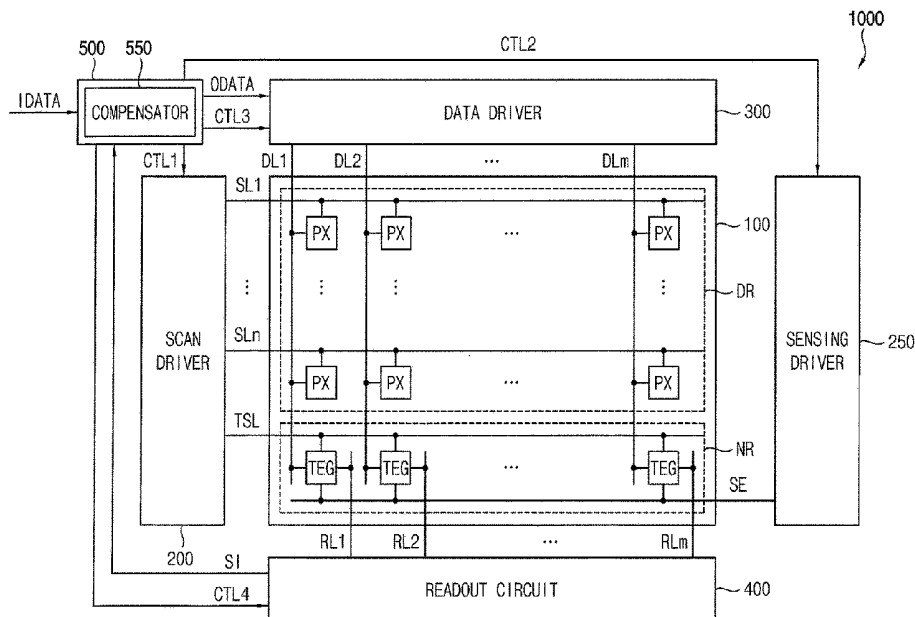 1000
500 550 CTL2
IDATA COMPENSATOR ODATA DATA DRIVER 300
CTL3
CTL1 DL1 DL2 ... DLm
SL1
PX PX ... PX 100
⋮ ⋮ ⋮ ⋮ DR
SCAN DRIVER SLn SENSING DRIVER 250
PX PX ... PX
TSL
TEG TEG ... TEG NR
SE
200 RL1 RL2 ... RLm
SI
READOUT CIRCUIT 400
CTL4